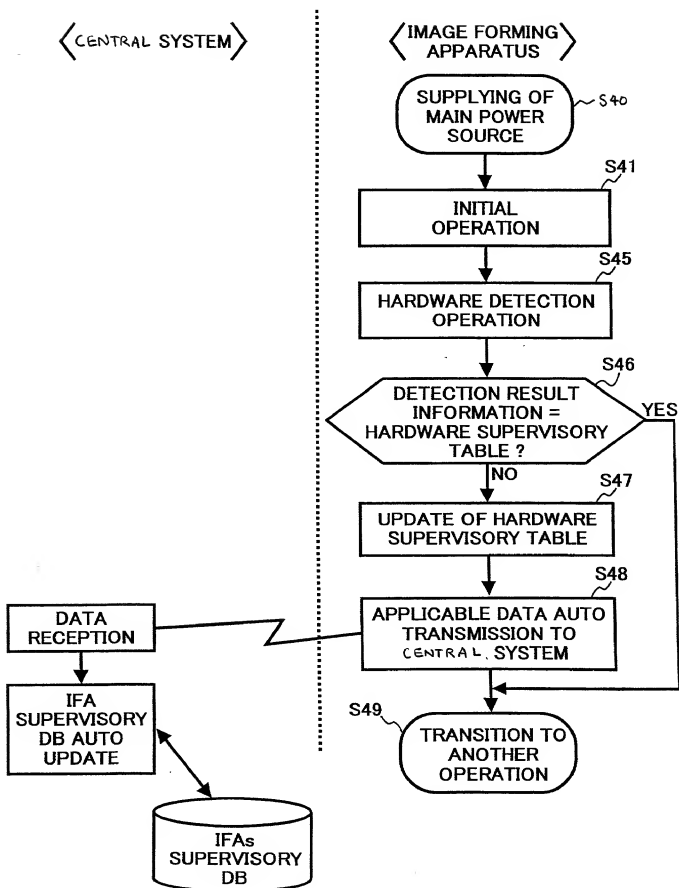 CENTRAL SYSTEM
IMAGE FORMING
APPARATUS
SUPPLYING OF
MAIN POWER
SOURCE
S40
S41
INITIAL
OPERATION
S45
HARDWARE DETECTION
OPERATION
S46
DETECTION RESULT
INFORMATION =
HARDWARE SUPERVISORY
TABLE ?
YES
NO
S47
UPDATE OF HARDWARE
SUPERVISORY TABLE
S48
APPLICABLE DATA AUTO
TRANSMISSION TO
CENTRAL SYSTEM
DATA
RECEPTION
IFA
SUPERVISORY
DB AUTO
UPDATE
S49
TRANSITION TO
ANOTHER
OPERATION
IFAs
SUPERVISORY
DB